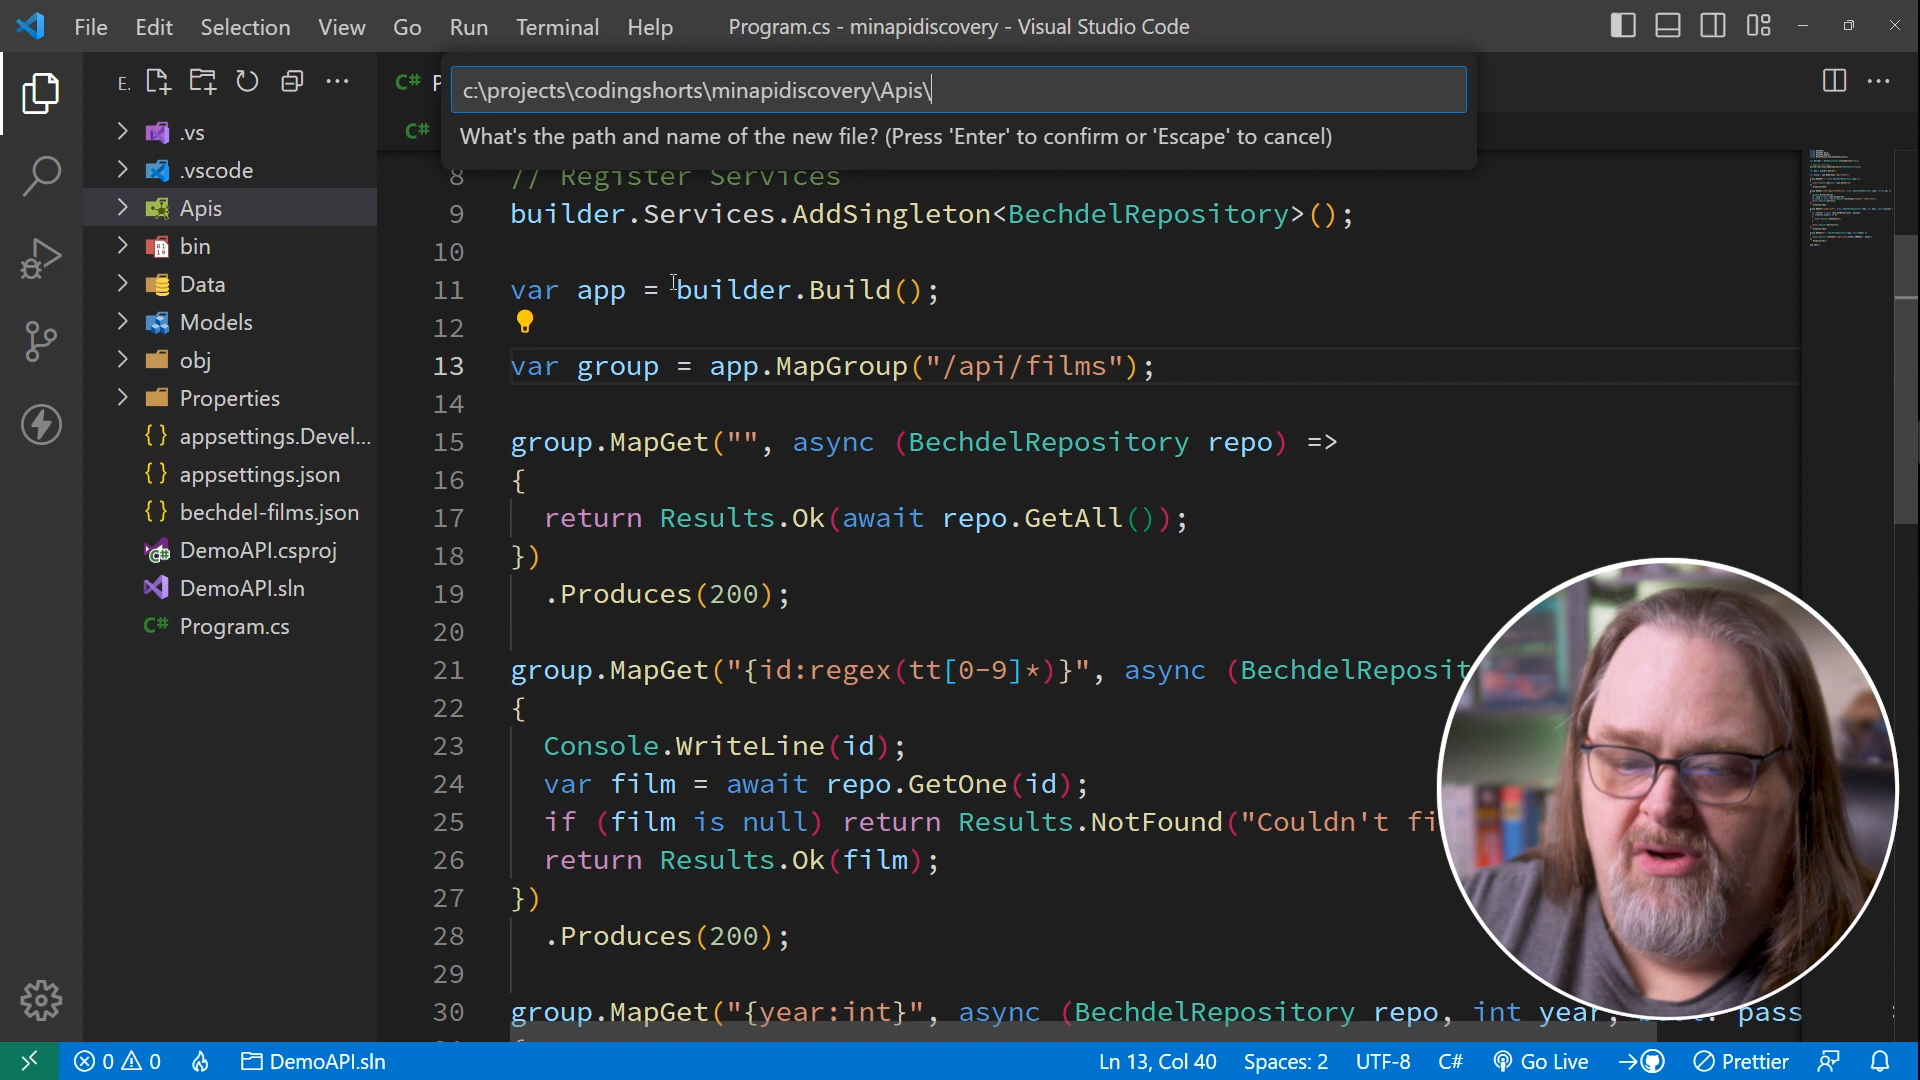 File Edit Selection View Go Run Terminal Help Program.cs - minapidiscovery - Visual Studio Code
E.
C#
c:\projects\codingshorts\minapidiscovery\Apis\
What's the path and name of the new file? (Press 'Enter' to confirm or 'Escape' to cancel)
C#
.vs
.vscode
Apis
bin
Data
Models
obj
Properties
{} appsettings.Devel...
{} appsettings.json
{} bechdel-films.json
DemoAPI.csproj
DemoAPI.sln
C# Program.cs
8 // Register Services
9 builder.Services.AddSingleton<BechdelRepository>();
10
11 var app = builder.Build();
12
13 var group = app.MapGroup("/api/films");
14
15 group.MapGet("", async (BechdelRepository repo) =>
16 {
17 return Results.Ok(await repo.GetAll());
18 })
19 .Produces(200);
20
21 group.MapGet("{id:regex(tt[0-9]*)}", async (BechdelReposit
22 {
23 Console.WriteLine(id);
24 var film = await repo.GetOne(id);
25 if (film is null) return Results.NotFound("Couldn't fi
26 return Results.Ok(film);
27 })
28 .Produces(200);
29
30 group.MapGet("{year:int}", async (BechdelRepository repo, int year, pass
0 0 DemoAPI.sln Ln 13, Col 40 Spaces: 2 UTF-8 C# Go Live Prettier